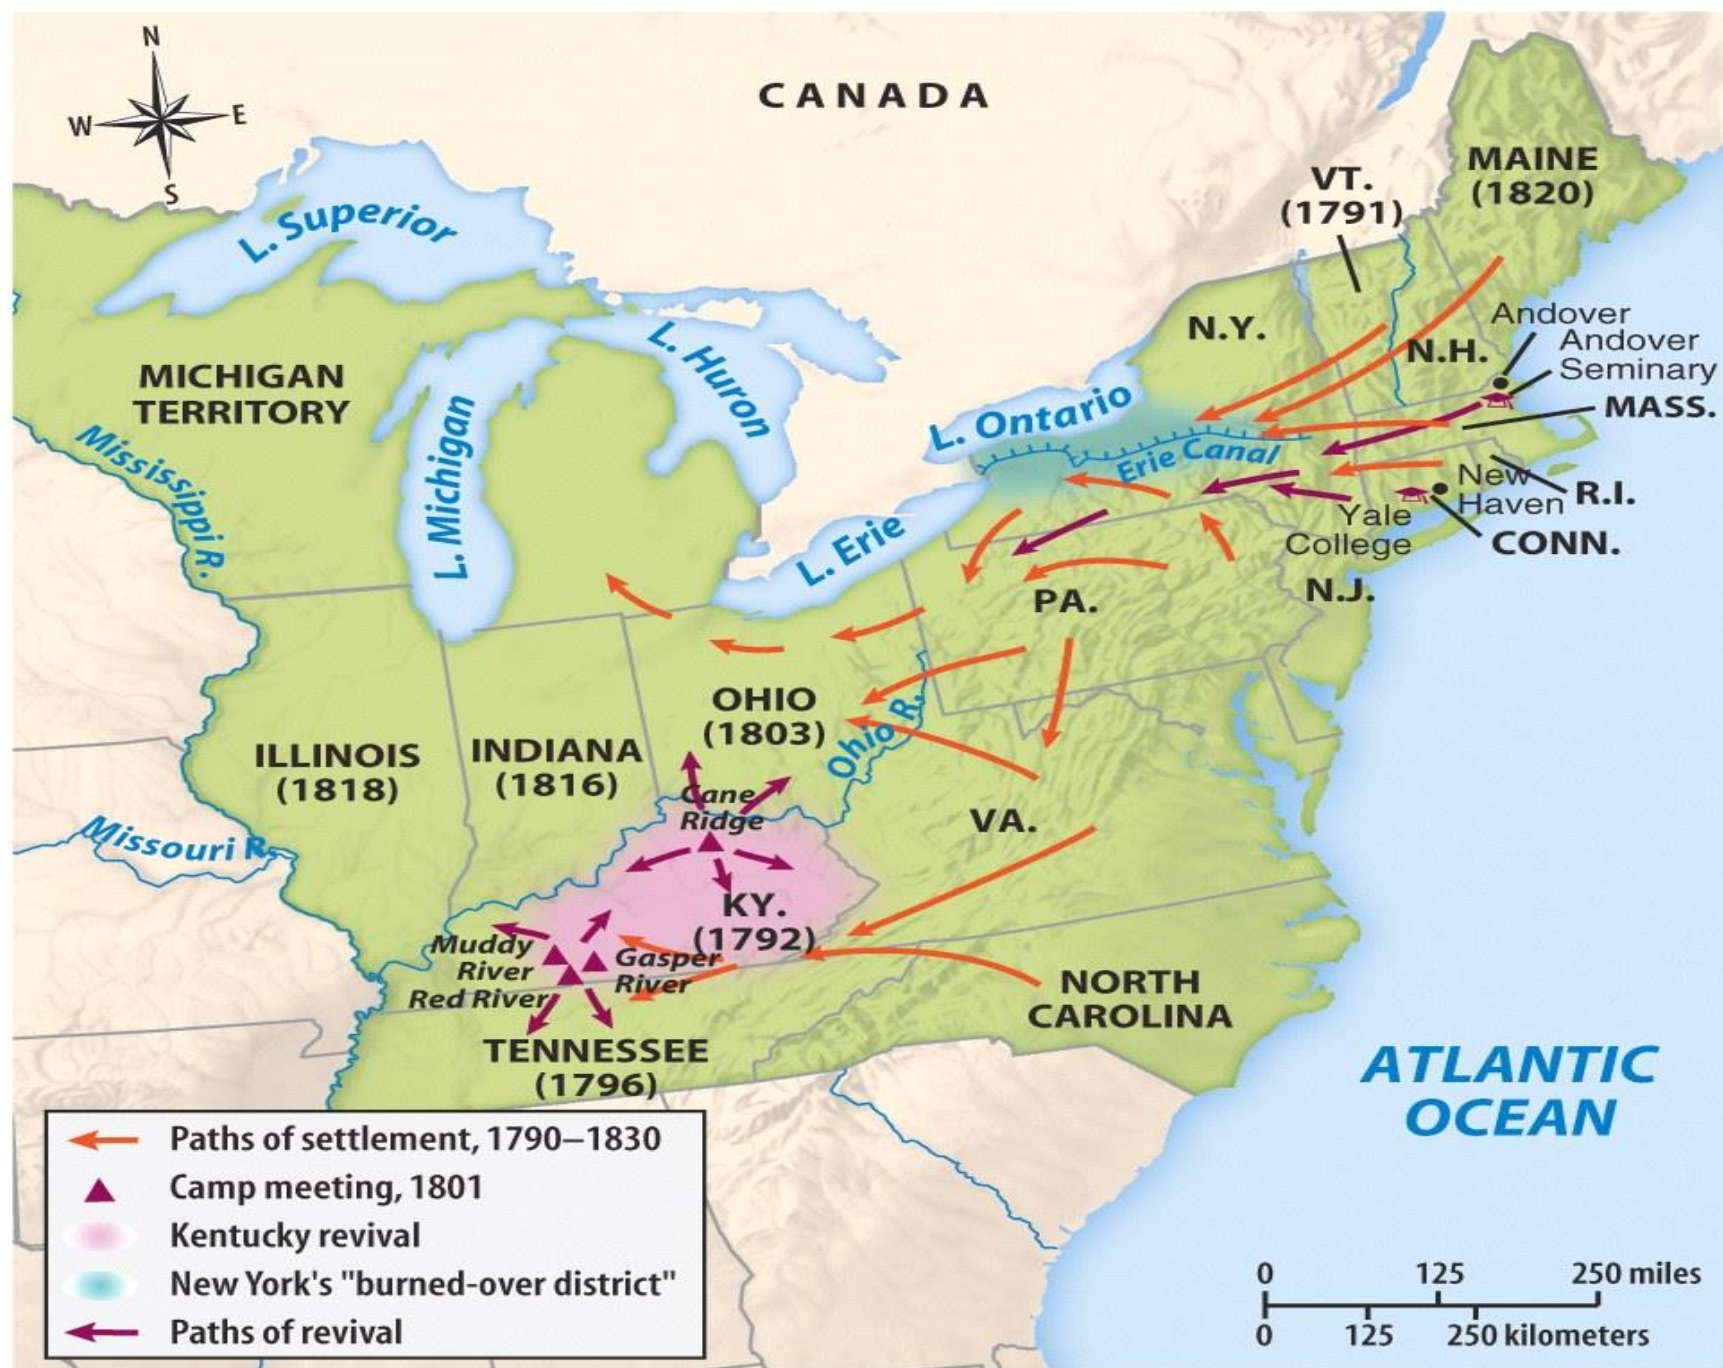 N
W
E
S
CANADA
L. Superior
MICHIGAN
TERRITORY
L. Michigan
L. Huron
L. Ontario
L. Erie
Mississippi R.
Missouri R.
VT.
(1791)
MAINE
(1820)
N.Y.
N.H.
Andover
Andover
Seminary
MASS.
Erie Canal
New
Haven
R.I.
Yale
College
CONN.
N.J.
PA.
OHIO
(1803)
Ohio R.
ILLINOIS
(1818)
INDIANA
(1816)
Cane
Ridge
VA.
KY.
(1792)
Muddy
River
Red River
Gasper
River
TENNESSEE
(1796)
NORTH
CAROLINA
ATLANTIC
OCEAN
Paths of settlement, 1790–1830
Camp meeting, 1801
Kentucky revival
New York's "burned-over district"
Paths of revival
0 125 250 miles
0 125 250 kilometers